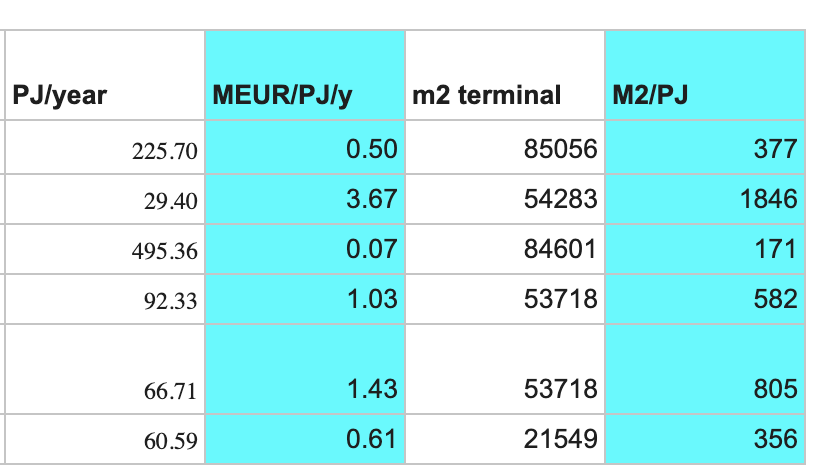 PJ/year MEUR/PJ/y m2 terminal M2/PJ
225.70 0.50 85056 377
29.40 3.67 54283 1846
495.36 0.07 84601 171
92.33 1.03 53718 582
66.71 1.43 53718 805
60.59 0.61 21549 356